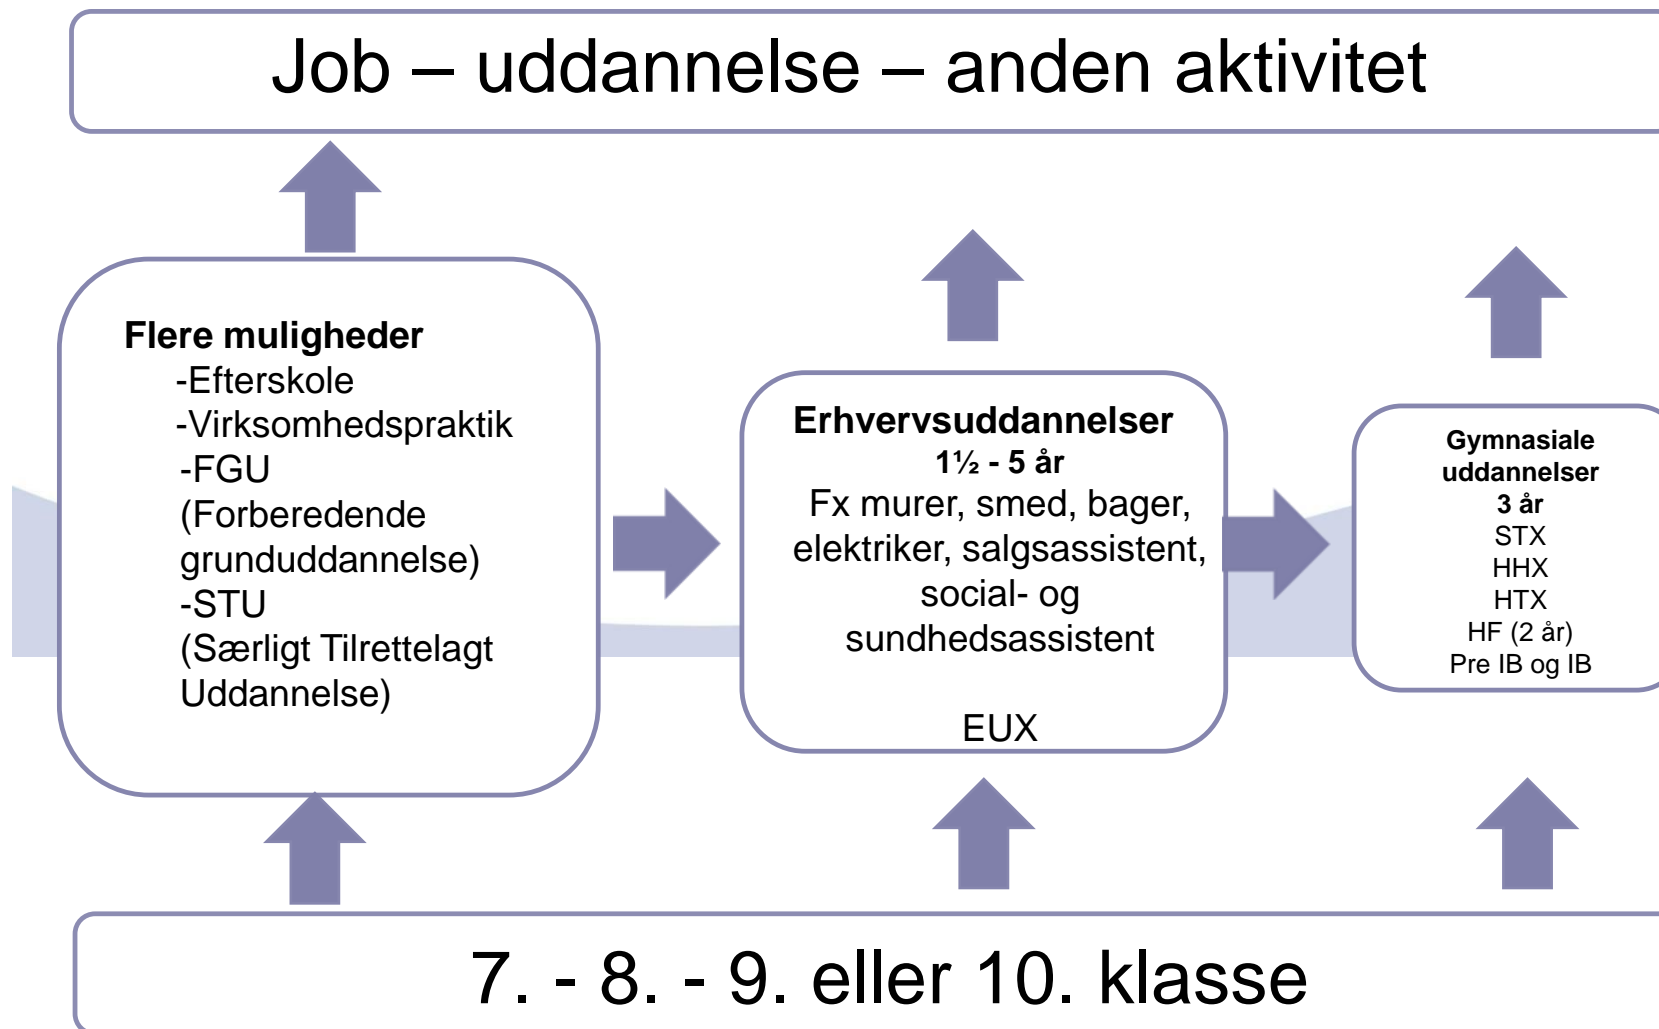 Job – uddannelse – anden aktivitet
Flere muligheder
-Efterskole
-Virksomhedspraktik
-FGU
(Forberedende
grunduddannelse)
-STU
(Særligt Tilrettelagt
Uddannelse)
Erhvervsuddannelser
1½ - 5 år
Fx murer, smed, bager,
elektriker, salgsassistent,
social- og
sundhedsassistent
EUX
Gymnasiale
uddannelser
3 år
STX
HHX
HTX
HF (2 år)
Pre IB og IB
7. - 8. - 9. eller 10. klasse